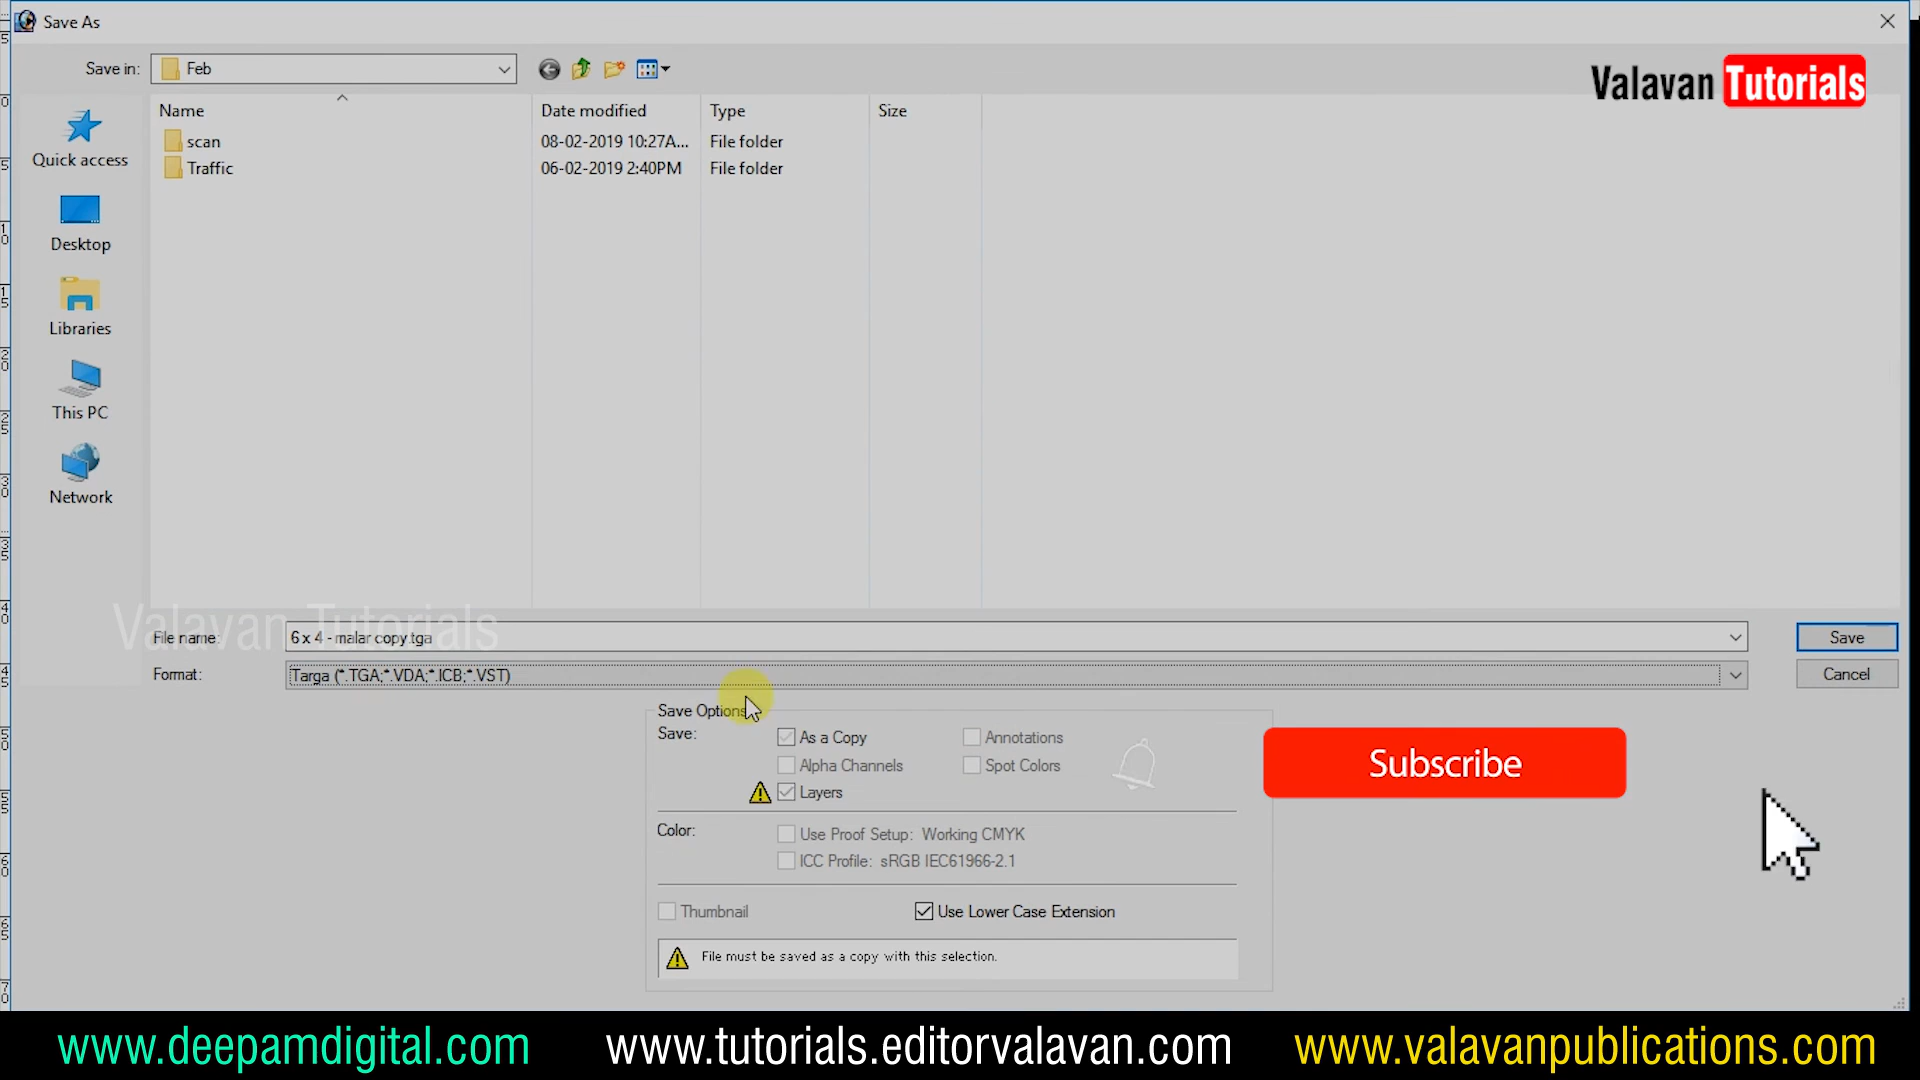 Save As
Save in: Feb
Valavan Tutorials
Name Date modified Type Size
scan 08-02-2019 10:27A... File folder
Traffic 06-02-2019 2:40PM File folder
Quick access
Desktop
Libraries
This PC
Network
Valavan Tutorials
File name: 6 x 4 - malar copy.tga Save
Format: Targa (*.TGA;*.VDA;*.ICB;*.VST) Cancel
Save Options
Save: As a Copy Annotations
Alpha Channels Spot Colors
Layers
Subscribe
Color: Use Proof Setup: Working CMYK
ICC Profile: sRGB IEC61966-2.1
Thumbnail Use Lower Case Extension
File must be saved as a copy with this selection.
www.deepamdigital.com www.tutorials.editorvalavan.com www.valavanpublications.com